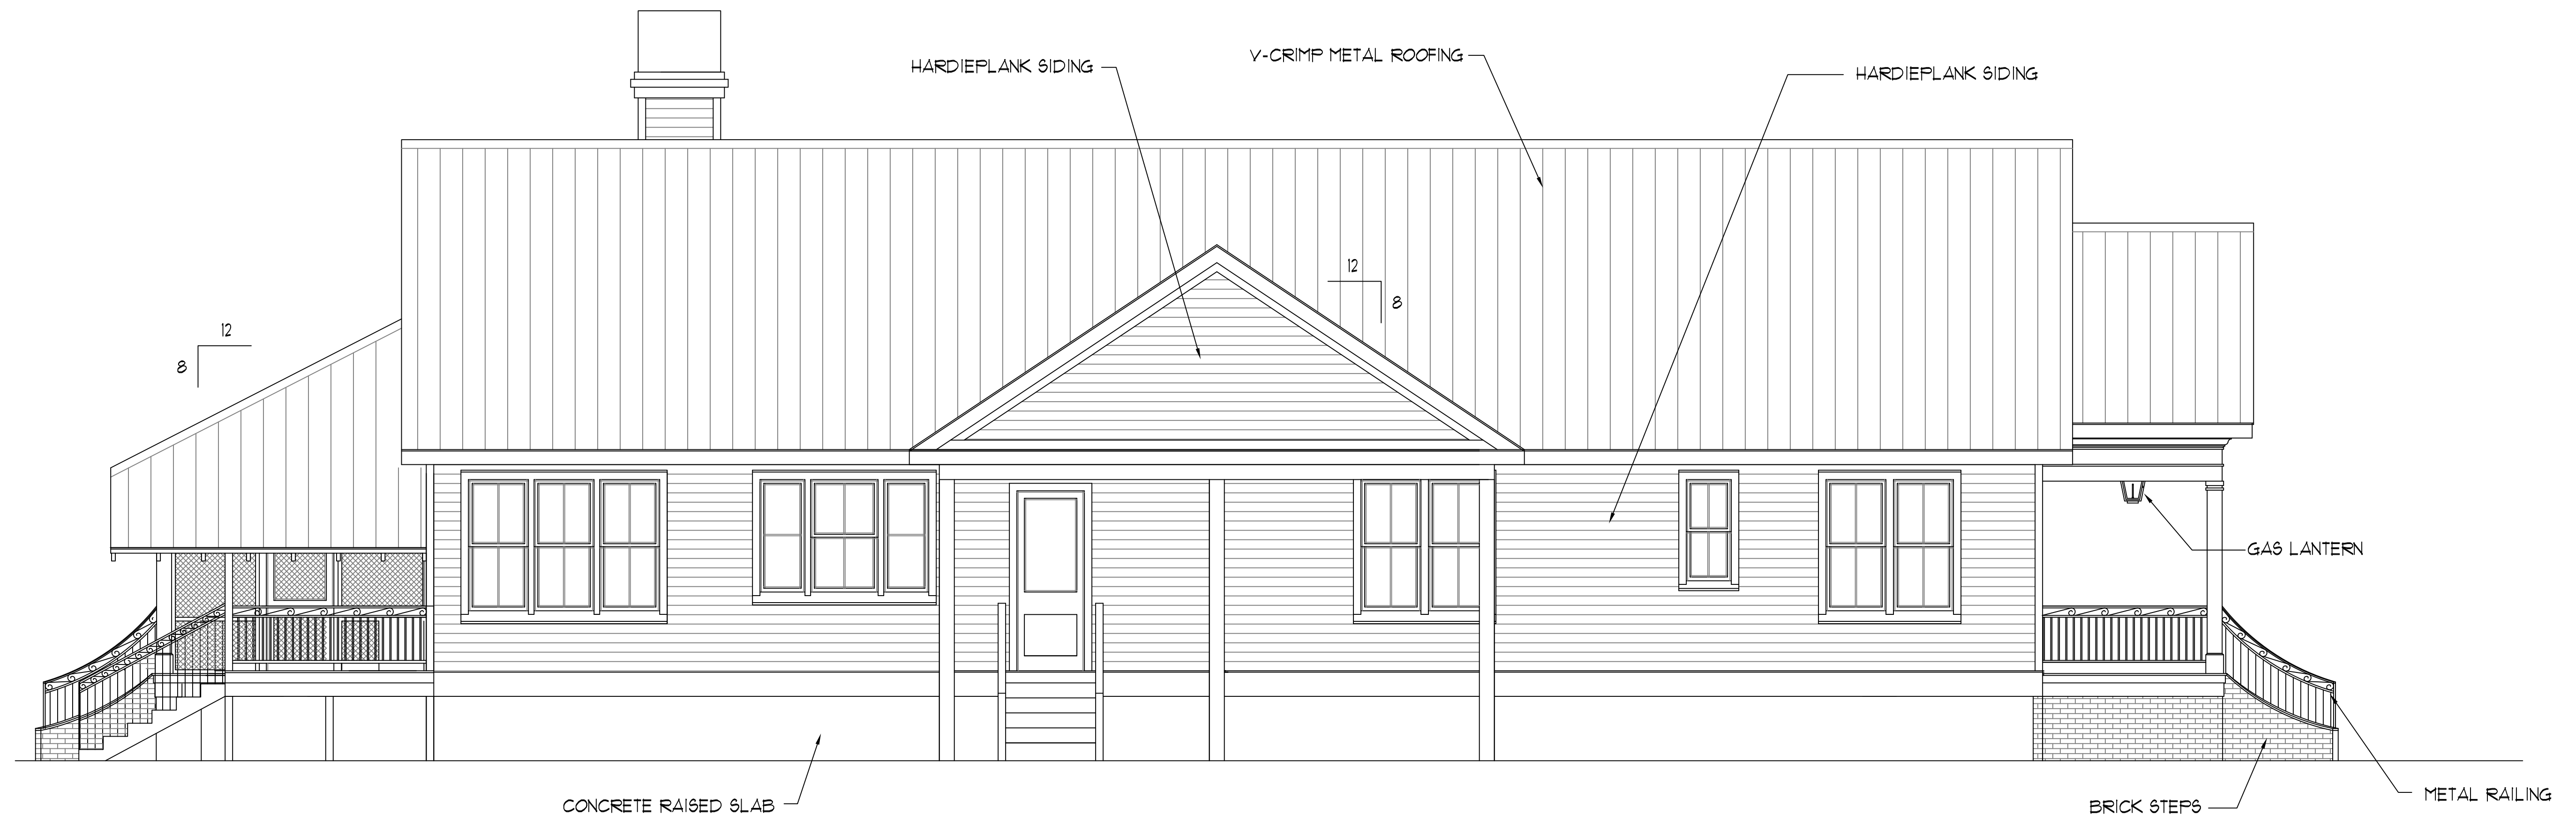 V-CRIMP METAL ROOFING
HARDIEPLANK SIDING
HARDIEPLANK SIDING
12
8
12
8
GAS LANTERN
CONCRETE RAISED SLAB
BRICK STEPS
METAL RAILING